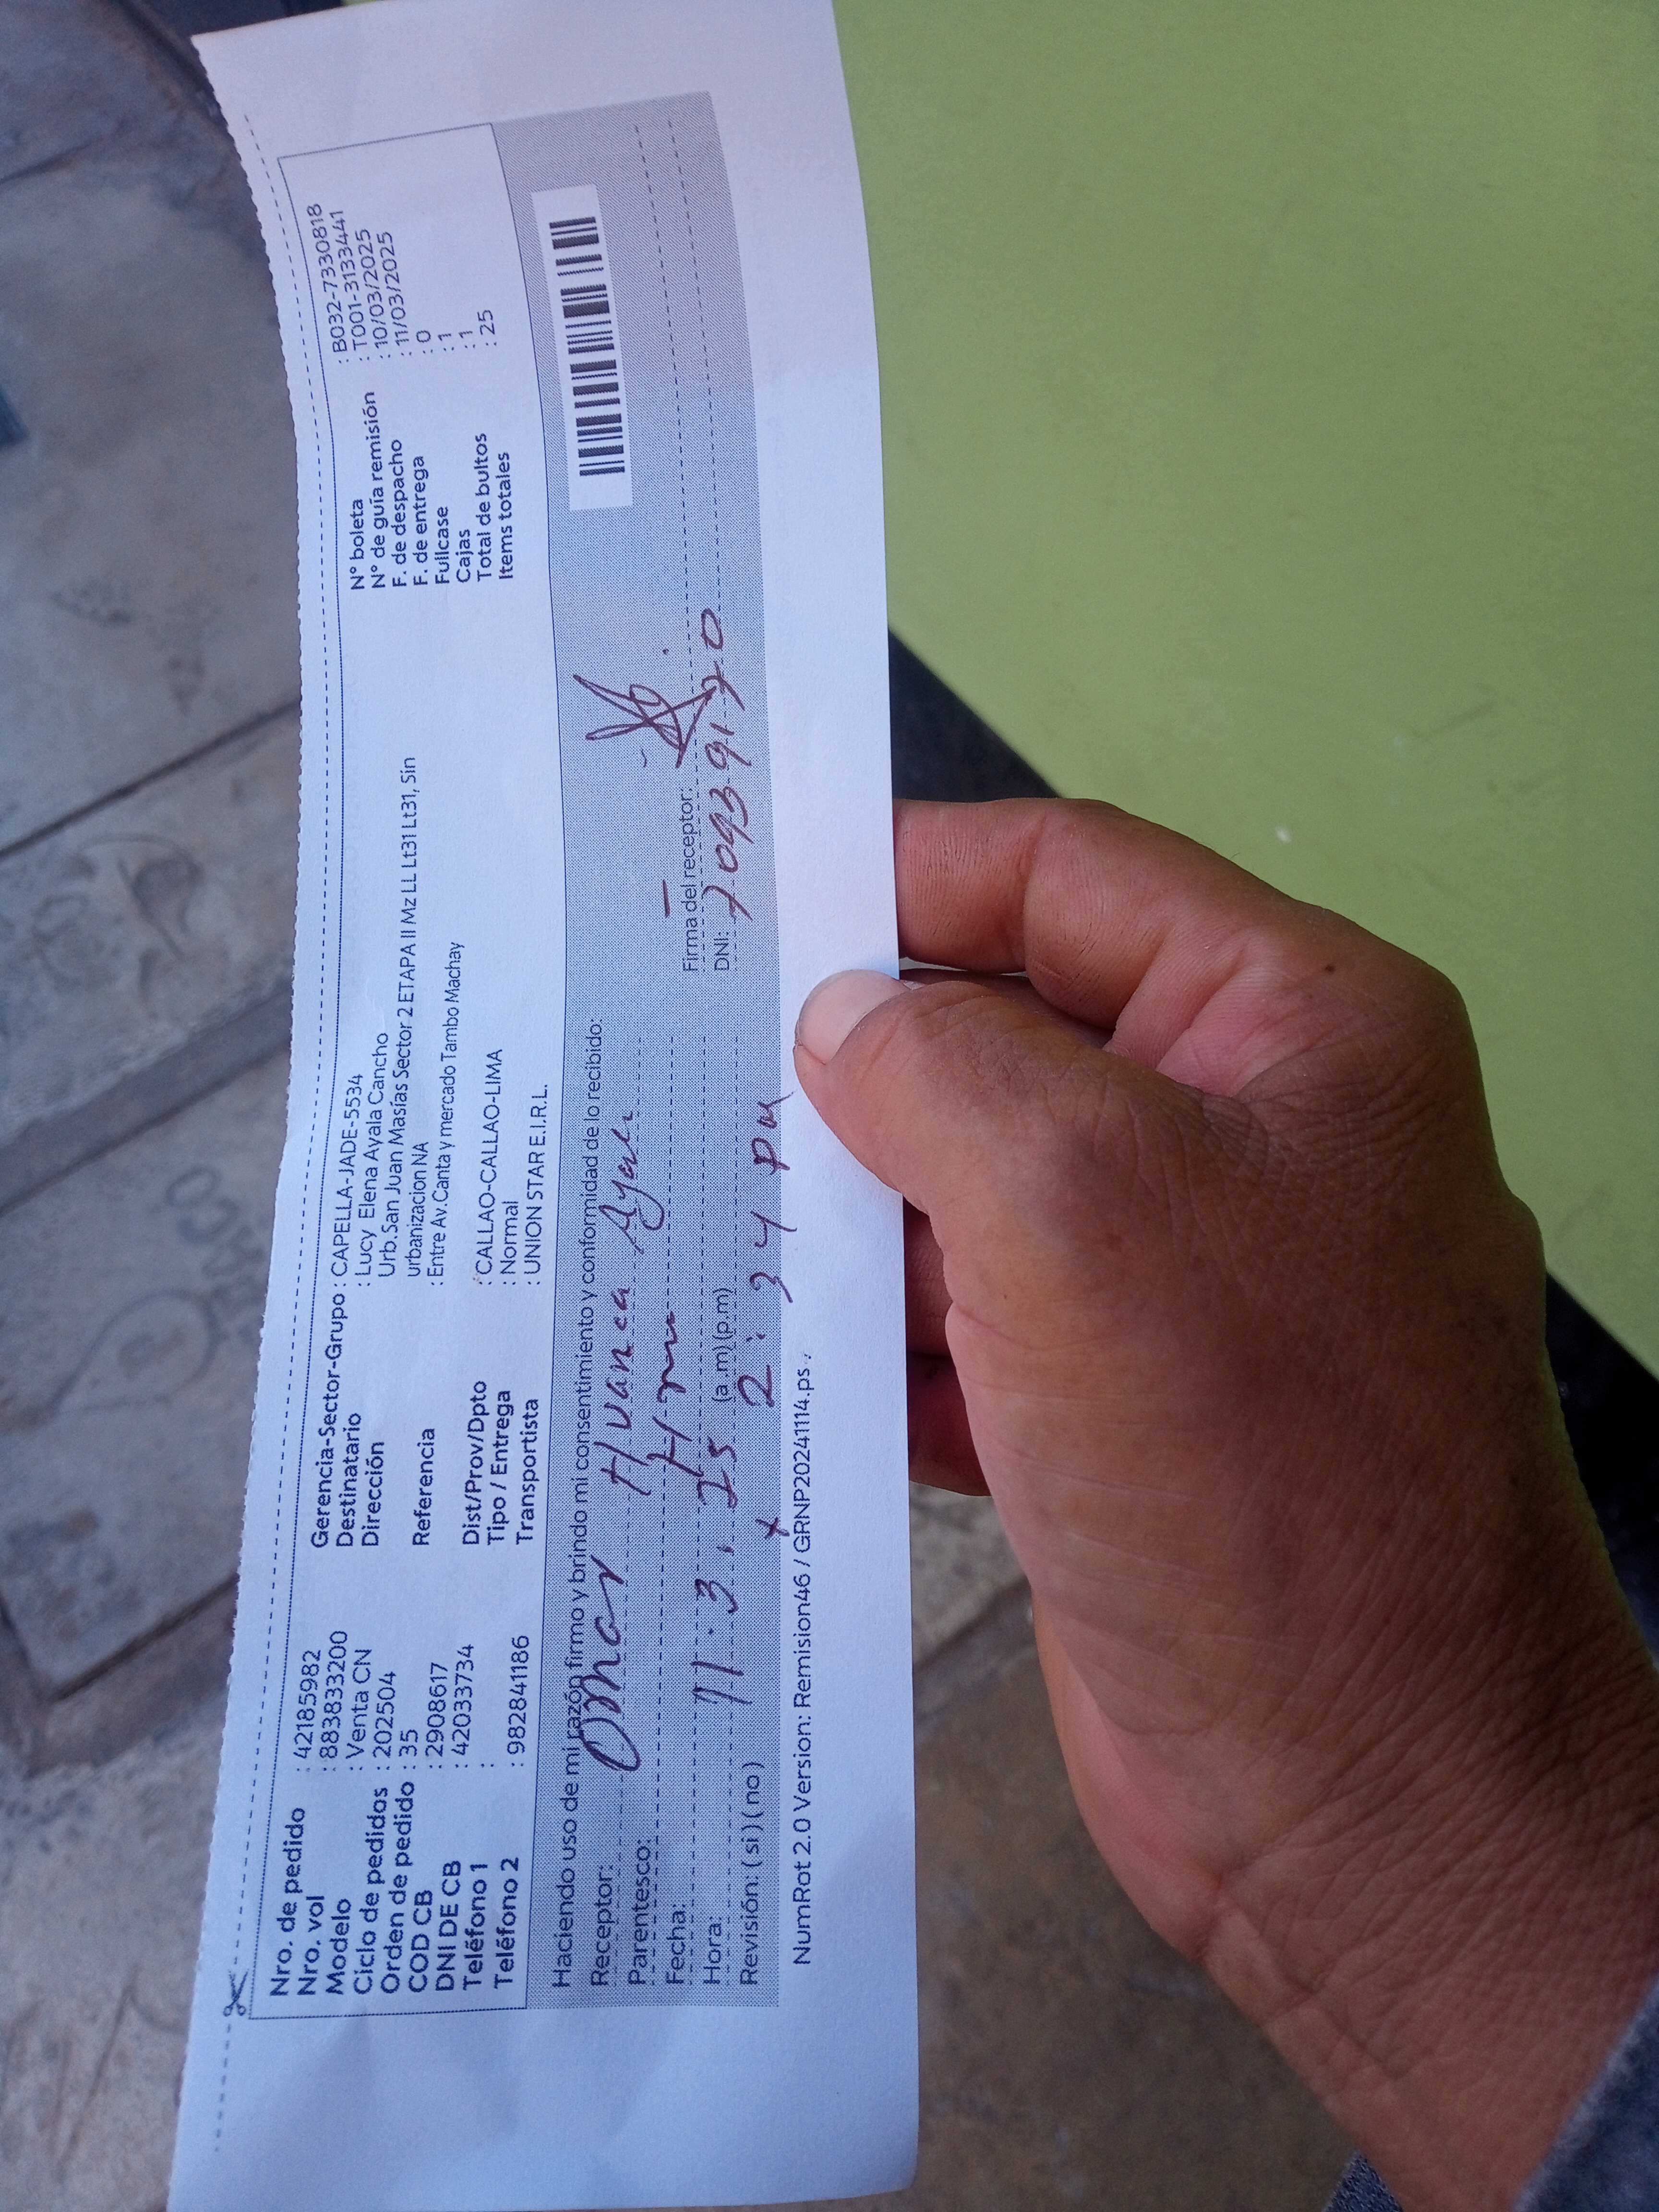 Nro. de pedido : 42185982
Nro. vol : 883833200
Modelo : Venta CN
Ciclo de pedidos : 202504
Orden de pedido : 35
COD CB : 2908617
DNI DE CB : 42033734
Teléfono 1 :
Teléfono 2 : 982841186
Gerencia-Sector-Grupo : CAPELLA-JADE-5534
Destinatario : Lucy Elena Ayala Cancho
Dirección Urb.San Juan Masías Sector 2 ETAPA II Mz LL Lt31 Lt31, Sin
urbanizacion NA
Referencia : Entre Av.Canta y mercado Tambo Machay
Dist/Prov/Dpto : CALLAO-CALLAO-LIMA
Tipo / Entrega : Normal
Transportista : UNION STAR E.I.R.L.
N° boleta : B032-7330818
N° de guía remisión : T001-3133441
F. de despacho : 10/03/2025
F. de entrega : 11/03/2025
Fullcase : 0
Cajas : 1
Total de bultos : 1
Items totales : 25
Haciendo uso de mi razón firmo y brindo mi consentimiento y conformidad de lo recibido:
Receptor: Omar Huanca
Parentesco:
Fecha: 11.3.25
Hora: (a.m) (p.m) 2:34 pm
Revisión: ( si ) ( no )
Firma del receptor:
DNI: 70939170
NumRot 2.0 Version: Remision46 / GRNP20241114.ps